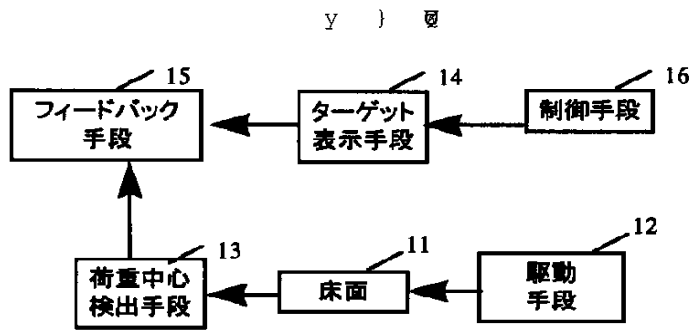 15
フィードバック
手段
14
ターゲット
表示手段
16
制御手段
13
荷重中心
検出手段
11
床面
12
駆動
手段